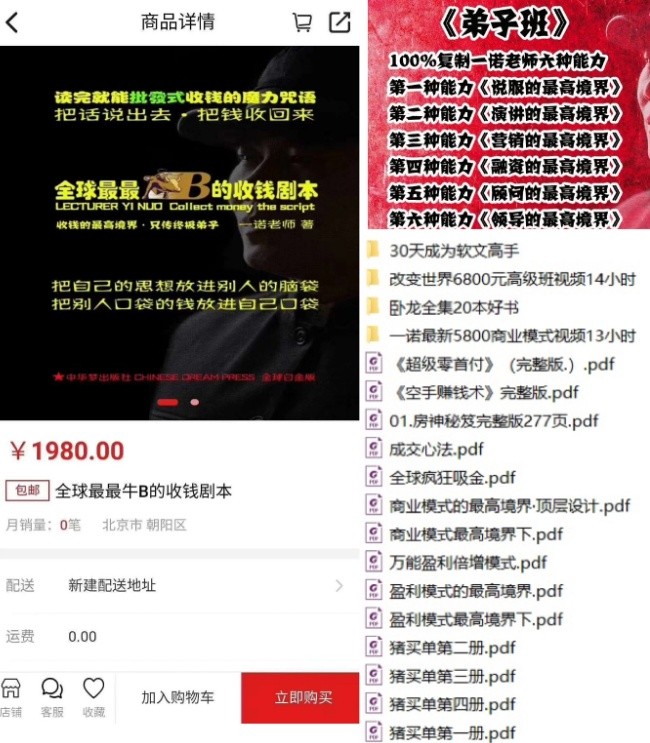 商品详情
读完就能批發式收钱的魔力咒语
把话说出去·把钱收回来
全球最最牛B的收钱剧本
LECTURER YI NUO Collect money the script
收钱的最高境界·只传终极弟子 一诺老师 著
把自己的思想放进别人的脑袋
把别人口袋的钱放进自己口袋
★中华梦出版社 CHINESE DREAM PRESS 全球白金版
￥1980.00
包邮 全球最最牛B的收钱剧本
月销量：0笔 北京市 朝阳区
配送 新建配送地址
运费 0.00
店铺 客服 收藏 加入购物车 立即购买
《弟子班》
100%复制一诺老师六种能力
第一种能力《说服的最高境界》
第二种能力《演讲的最高境界》
第三种能力《营销的最高境界》
第四种能力《融资的最高境界》
第五种能力《顾问的最高境界》
第六种能力《领导的最高境界》
30天成为软文高手
改变世界6800元高级班视频14小时
卧龙全集20本好书
一诺最新5800商业模式视频13小时
《超级零首付》（完整版.）.pdf
《空手赚钱术》完整版.pdf
01.房神秘笈完整版277页.pdf
成交心法.pdf
全球疯狂吸金.pdf
商业模式的最高境界·顶层设计.pdf
商业模式最高境界下.pdf
万能盈利倍增模式.pdf
盈利模式的最高境界.pdf
盈利模式最高境界下.pdf
猪买单第二册.pdf
猪买单第三册.pdf
猪买单第四册.pdf
猪买单第一册.pdf